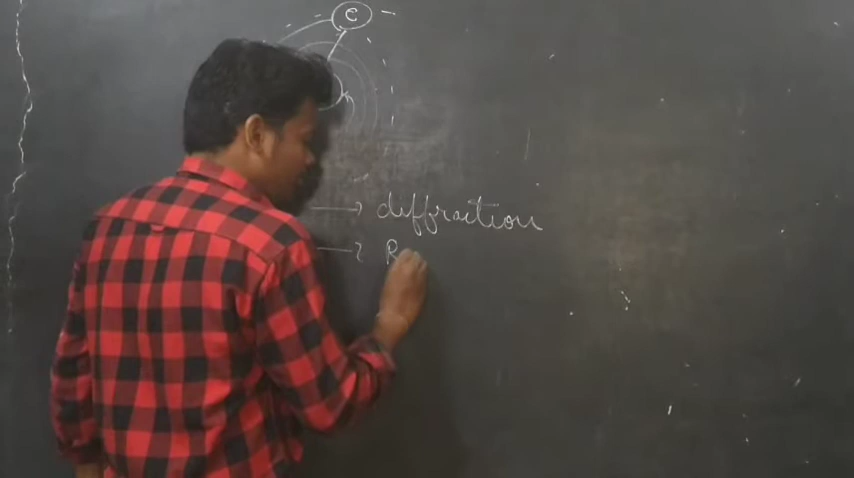 e -
→ diffraction
→ R